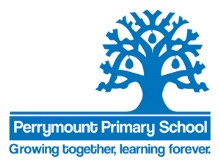 Perrymount Primary School
Growing together, learning forever.